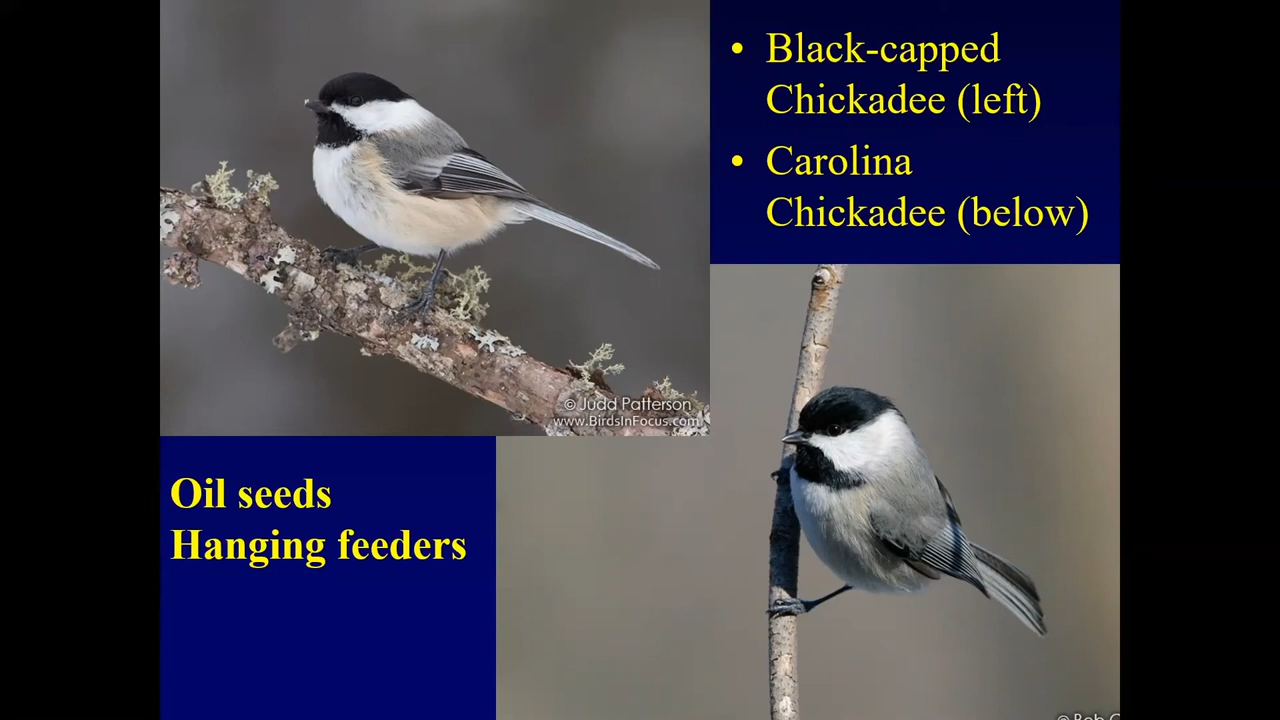 • Black-capped
Chickadee (left)
• Carolina
Chickadee (below)
© Judd Patterson
www.BirdsInFocus.com
Oil seeds
Hanging feeders